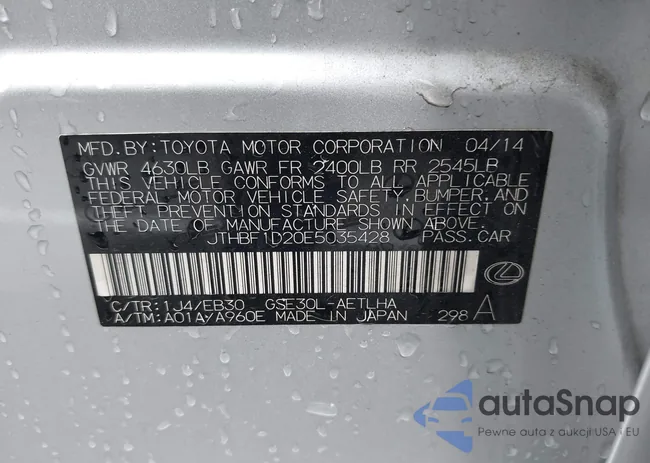 MFD.BY:TOYOTA MOTOR CORPORATION 04/14
GVWR 4630LB GAWR FR 2400LB RR 2545LB
THIS VEHICLE CONFORMS TO ALL APPLICABLE
FEDERAL MOTOR VEHICLE SAFETY,BUMPER,AND
THEFT PREVENTION STANDARDS IN EFFECT ON
THE DATE OF MANUFACTURE SHOWN ABOVE.
JTHBF1D20E5035428 PASS.CAR
C/TR:1J4/EB30 GSE30L-AETLHA
A/TM:A01A/A960E MADE IN JAPAN 298 A
autoSnap
Pewne auta z aukcji USA i EU